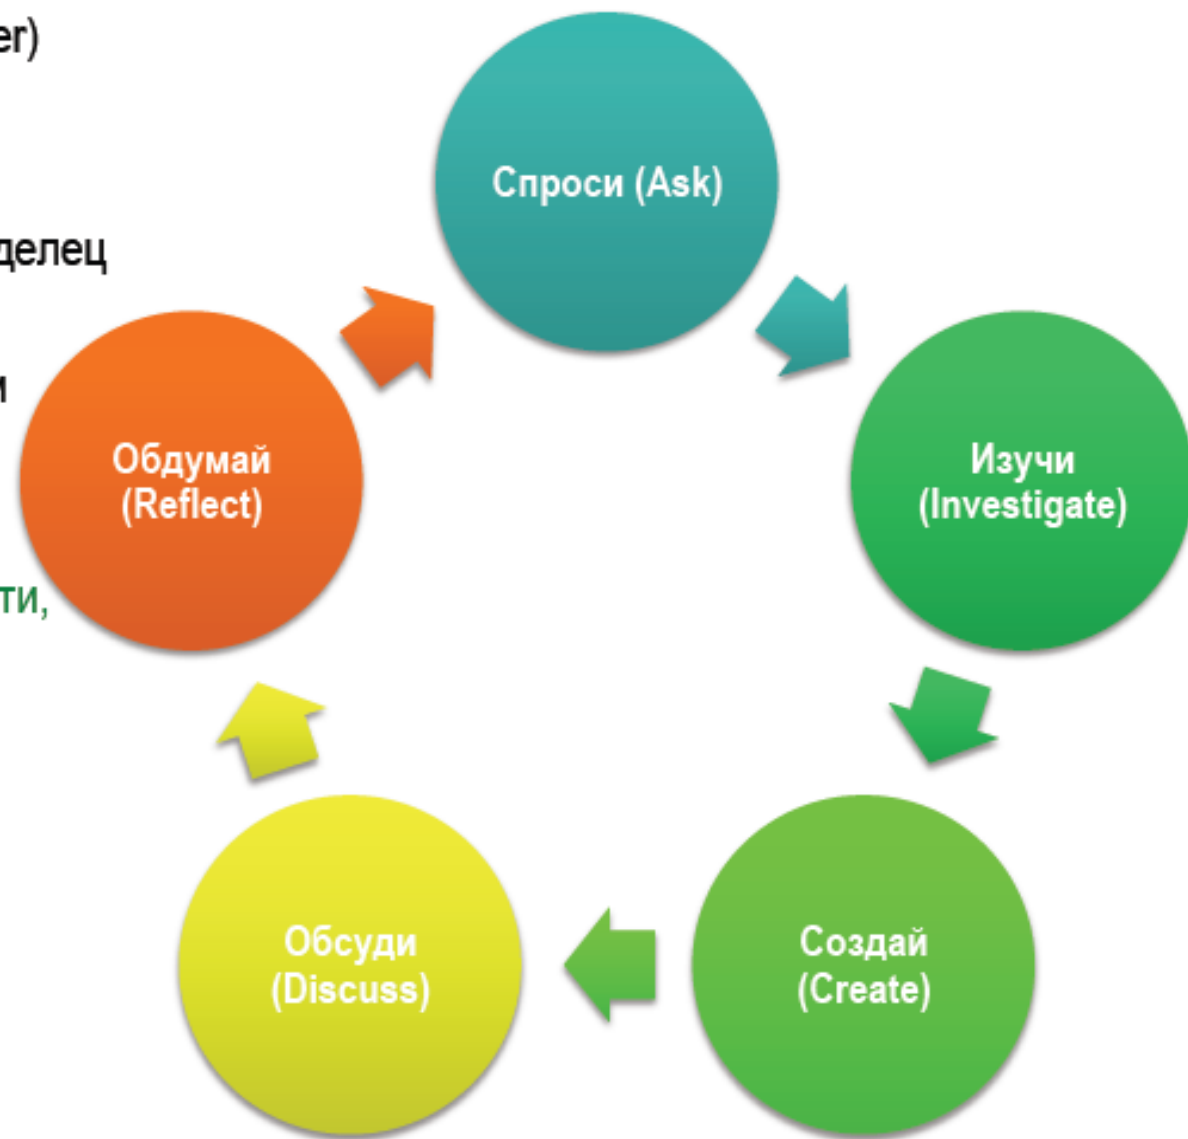 er)
делец
и
ти,
Спроси (Ask)
Изучи
(Investigate)
Создай
(Create)
Обсуди
(Discuss)
Обдумай
(Reflect)